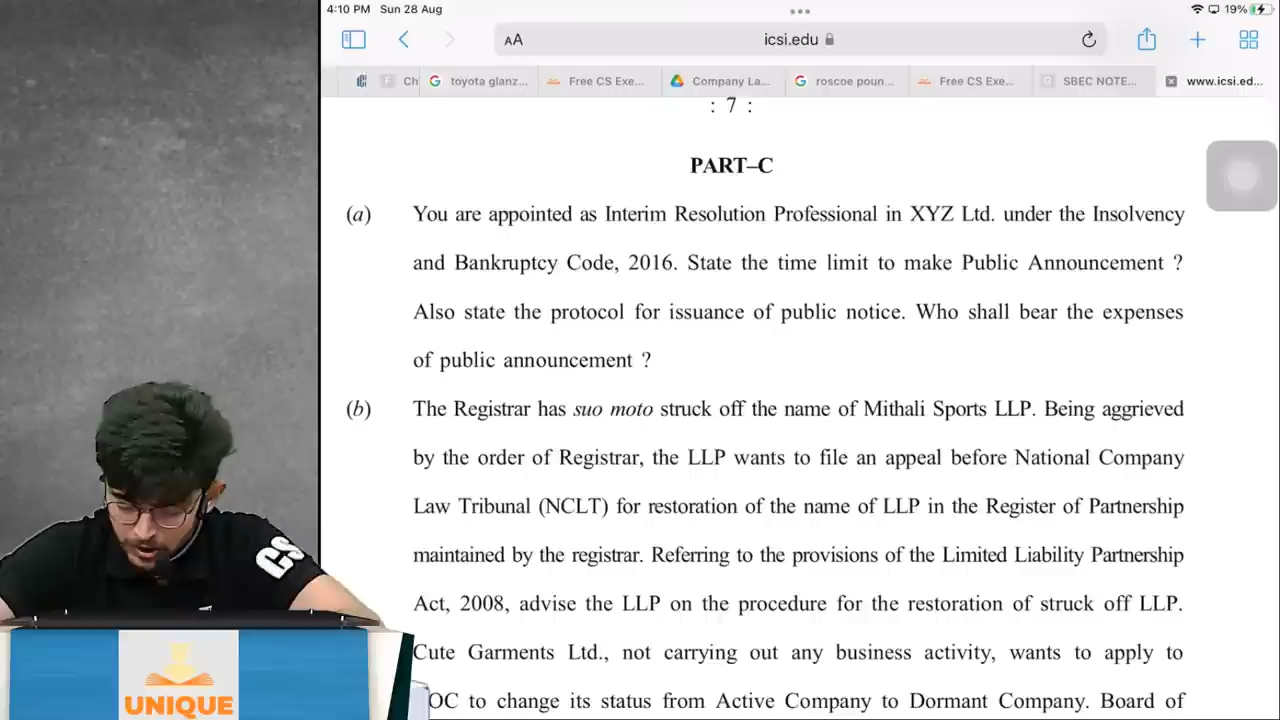 4:10 PM Sun 28 Aug
19%
AA
icsi.edu
Ch
toyota glanz...
Free CS Exe...
Company La...
roscoe poun...
Free CS Exe...
SBEC NOTE...
www.icsi.ed...
: 7 :
PART–C
(a) You are appointed as Interim Resolution Professional in XYZ Ltd. under the Insolvency
and Bankruptcy Code, 2016. State the time limit to make Public Announcement ?
Also state the protocol for issuance of public notice. Who shall bear the expenses
of public announcement ?
(b) The Registrar has suo moto struck off the name of Mithali Sports LLP. Being aggrieved
by the order of Registrar, the LLP wants to file an appeal before National Company
Law Tribunal (NCLT) for restoration of the name of LLP in the Register of Partnership
maintained by the registrar. Referring to the provisions of the Limited Liability Partnership
Act, 2008, advise the LLP on the procedure for the restoration of struck off LLP.
Cute Garments Ltd., not carrying out any business activity, wants to apply to
OC to change its status from Active Company to Dormant Company. Board of
CS
UNIQUE